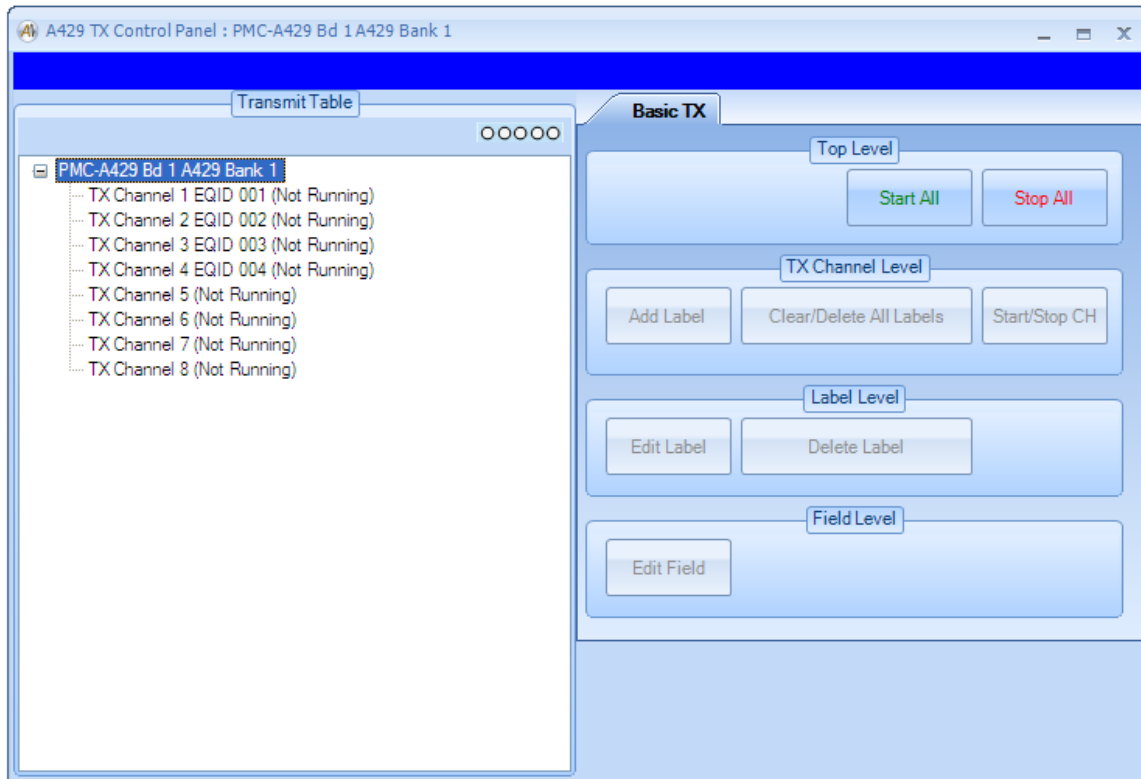 A429 TX Control Panel : PMC-A429 Bd 1 A429 Bank 1
Transmit Table
PMC-A429 Bd 1 A429 Bank 1
TX Channel 1 EQID 001 (Not Running)
TX Channel 2 EQID 002 (Not Running)
TX Channel 3 EQID 003 (Not Running)
TX Channel 4 EQID 004 (Not Running)
TX Channel 5 (Not Running)
TX Channel 6 (Not Running)
TX Channel 7 (Not Running)
TX Channel 8 (Not Running)
Basic TX
Top Level
Start All
Stop All
TX Channel Level
Add Label
Clear/Delete All Labels
Start/Stop CH
Label Level
Edit Label
Delete Label
Field Level
Edit Field